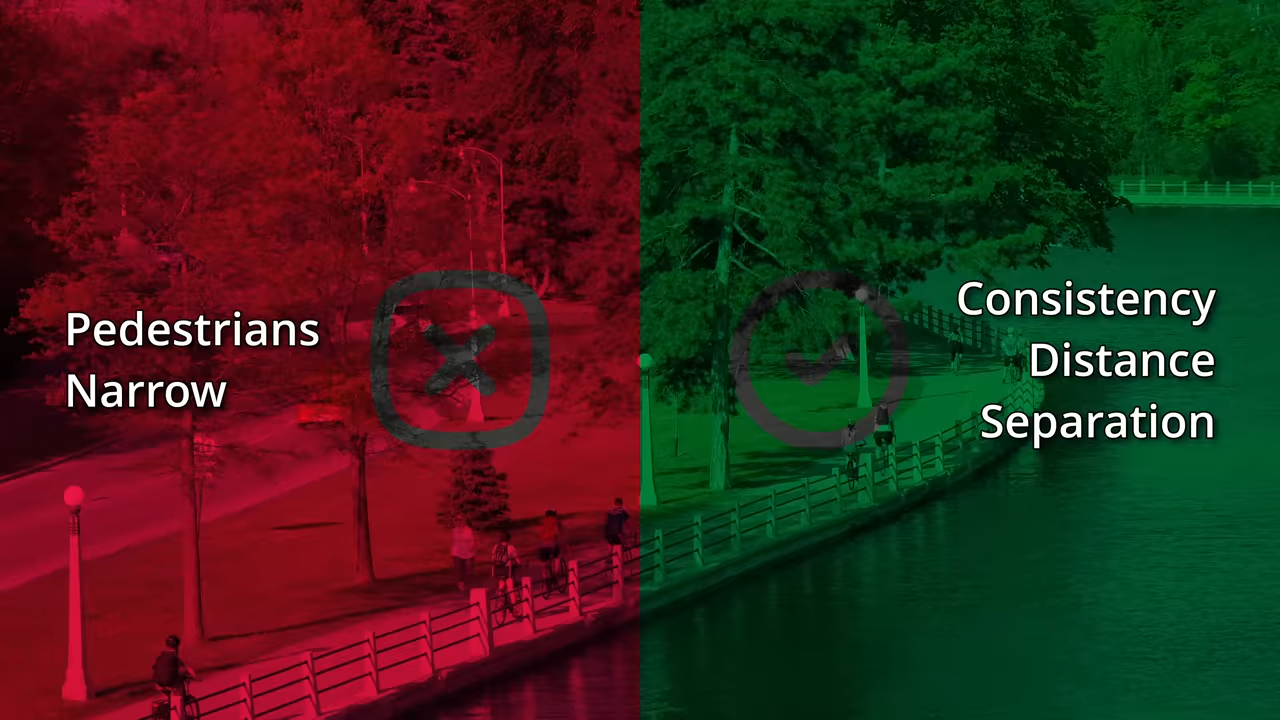 Pedestrians
Narrow
Consistency
Distance
Separation